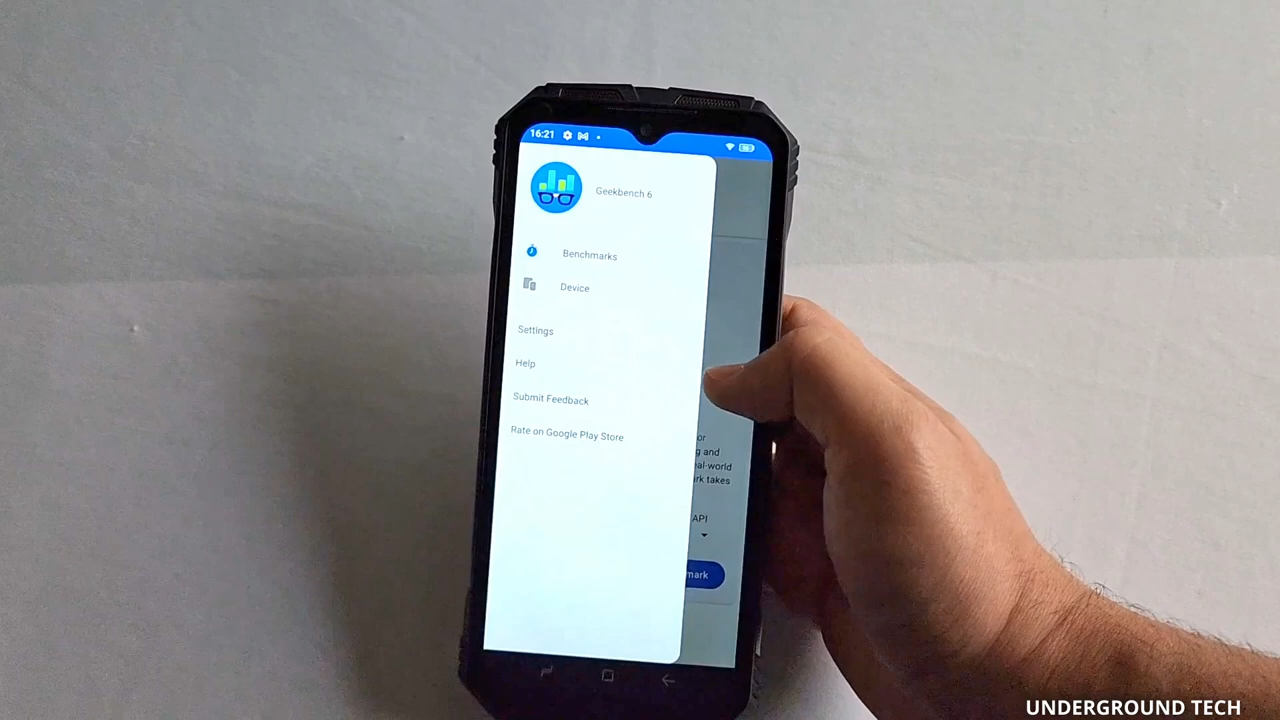 16:21
Geekbench 6
Benchmarks
Device
Settings
Help
Submit Feedback
Rate on Google Play Store
or
g and
eal-world
rk takes
API
mark
UNDERGROUND TECH